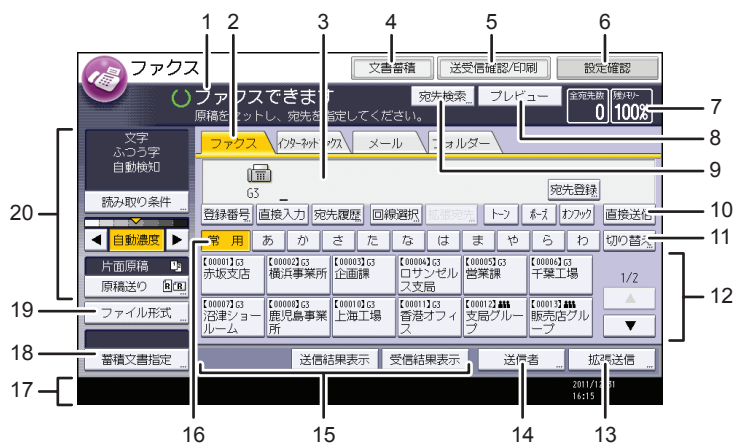 1 2 3 4 5 6
ファクス 文書蓄積 送受信確認/印刷 設定確認
ファクスできます 宛先検索 プレビュー 全宛先数 0 残メモリー 100% 7
原稿をセットし、宛先を指定してください。 8
文字 ファクス インターネットファクス メール フォルダー
ふつう字
自動検知
9
G3 _ 宛先登録
20 読み取り条件 登録番号 直接入力 宛先履歴 回線選択 拡張宛先 トーン ポーズ オンフック 直接送信 10
◀ 自動濃度 ▶ 16 常用 あ か さ た な は ま や ら わ 切り替え 11
片面原稿 【00001】G3 【00002】G3 【00003】G3 【00004】G3 【00005】G3 【00006】G3
原稿送り 赤坂支店 横浜事業所 企画課 ロサンゼルス支局 営業課 千葉工場 1/2 12
19 ファイル形式 【00007】G3 【00008】G3 【00010】G3 【00011】G3 【00012】 【00013】
沼津ショールーム 鹿児島事業所 上海工場 香港オフィス 支局グループ 販売店グループ ▲ ▼
18 蓄積文書指定 送信結果表示 受信結果表示 送信者 拡張送信
17 2011/12/31
16:15
16 15 14 13